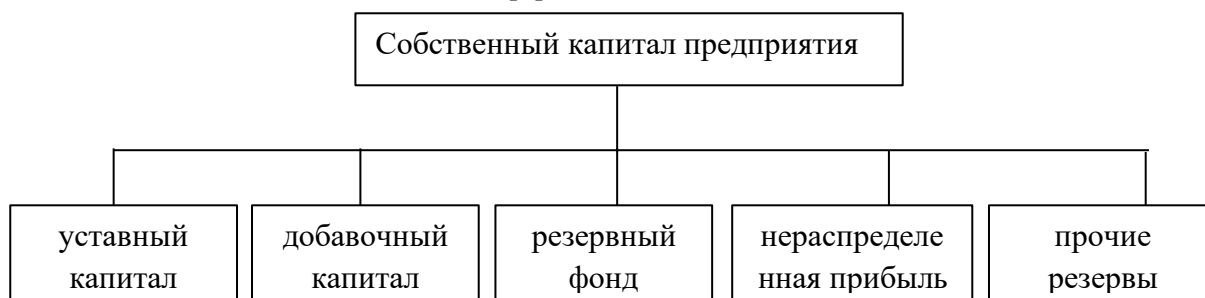 Собственный капитал предприятия
уставный
капитал
добавочный
капитал
резервный
фонд
нераспределе
нная прибыль
прочие
резервы